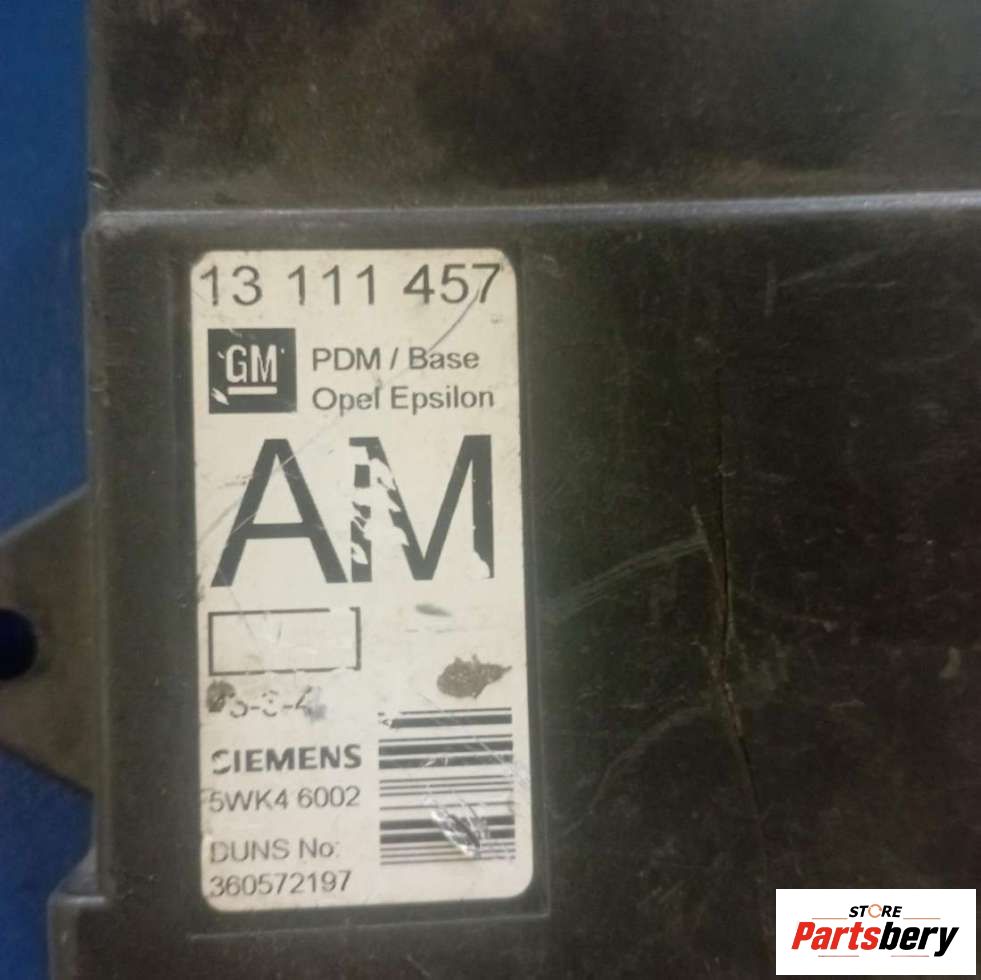 13 111 457
GM
PDM / Base
Opel Epsilon
AM
SIEMENS
5WK4 6002
DUNS No:
360572197
STORE
Partsbery